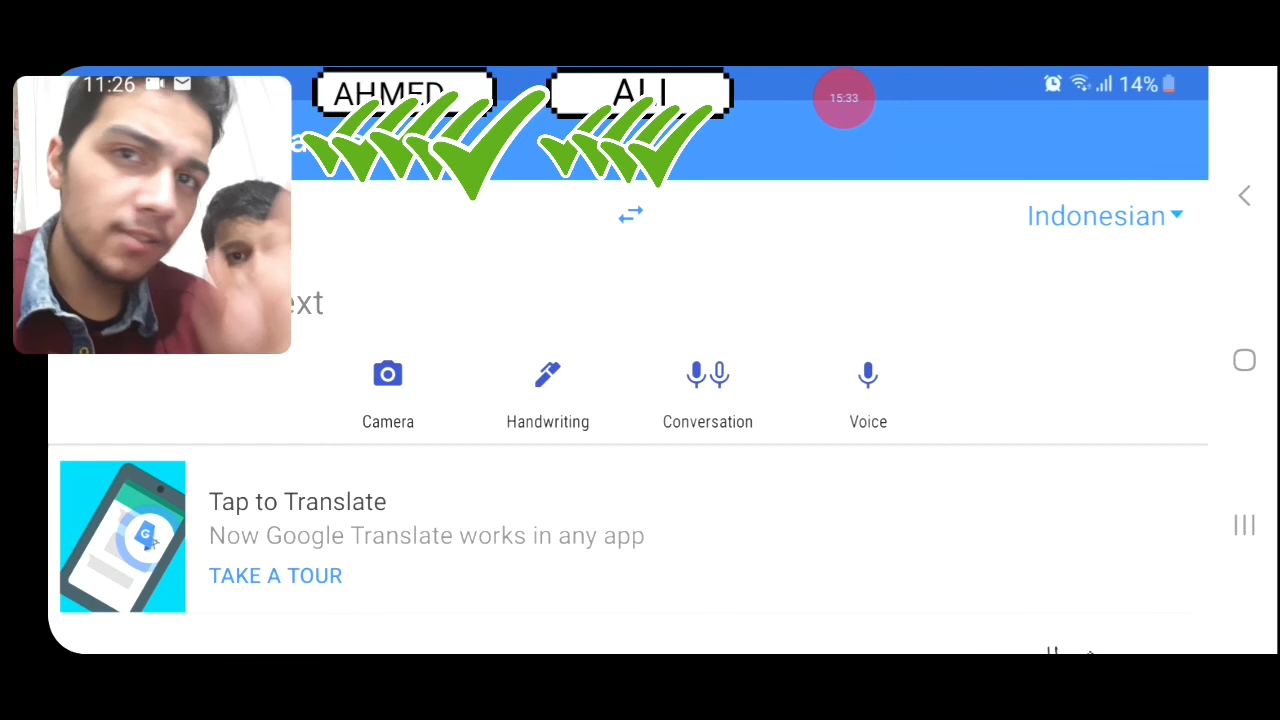 11:26
AHMED
ALI
15:33
14%
Indonesian
Camera
Handwriting
Conversation
Voice
Tap to Translate
Now Google Translate works in any app
TAKE A TOUR